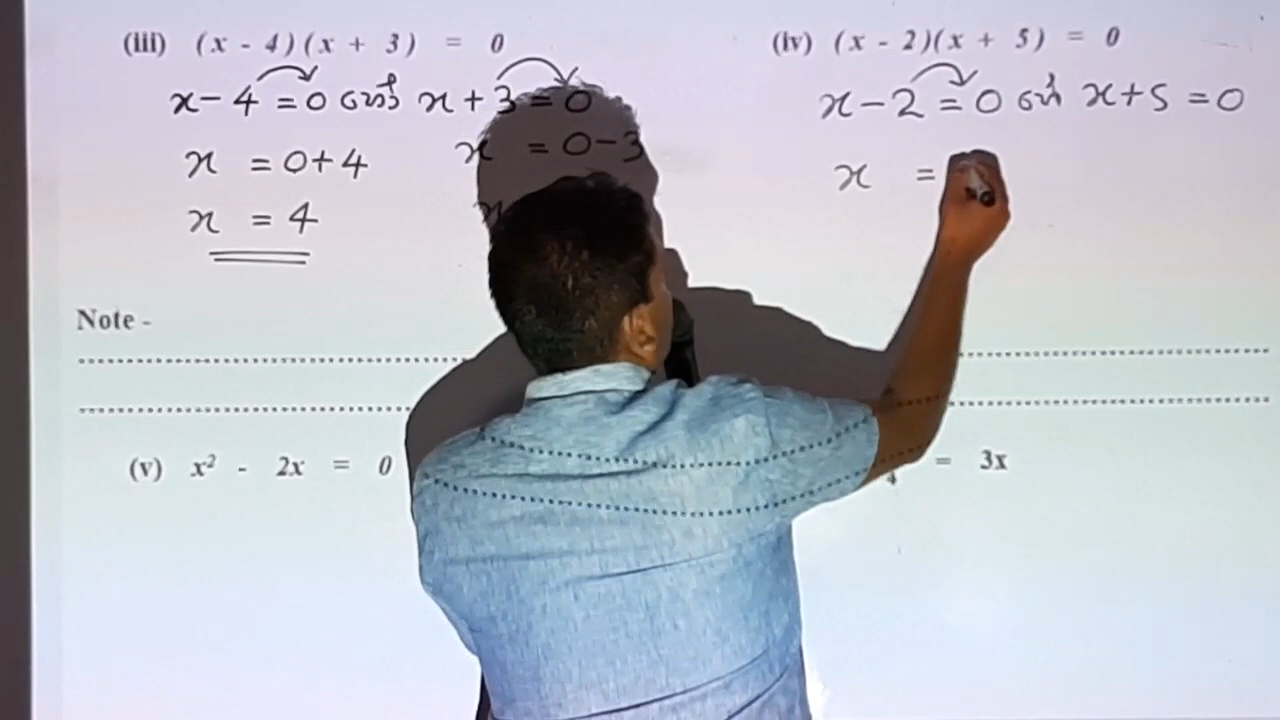 (iii) (x - 4)(x + 3) = 0
x - 4 = 0 හෝ x + 3 = 0
x = 0 + 4
x = 0 - 3
x = 4
x
(iv) (x - 2)(x + 5) = 0
x - 2 = 0 හෝ x + 5 = 0
x =
Note -
(v) x² - 2x = 0
4 = 3x